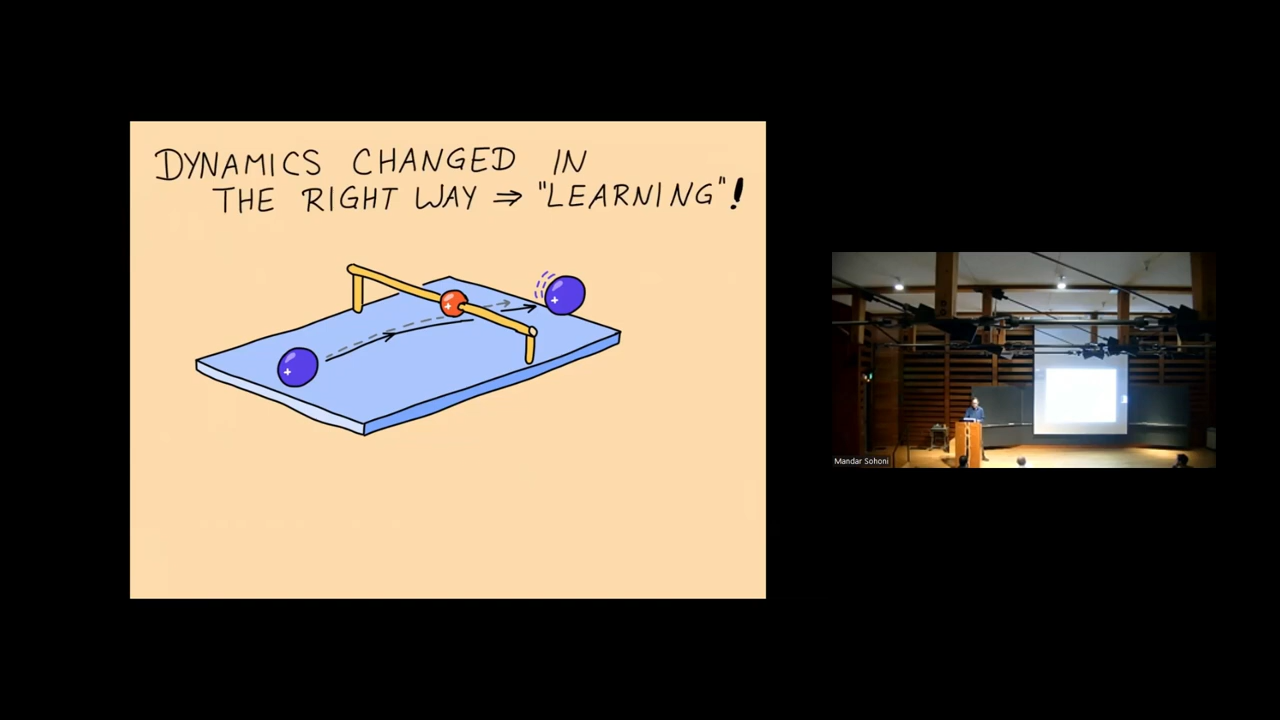 DYNAMICS CHANGED IN
THE RIGHT WAY ⇒ "LEARNING"!
+
+
+
Mandar Sohoni